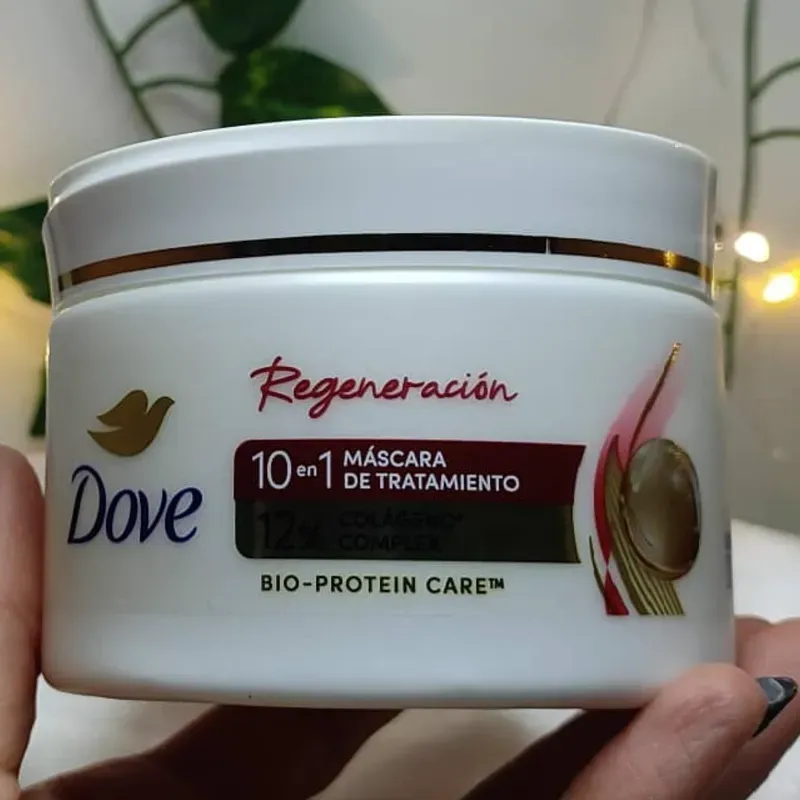 Regeneración
Dove
10 en 1 MÁSCARA
DE TRATAMIENTO
12% COLÁGENO*
COMPLEX
BIO-PROTEIN CARE™